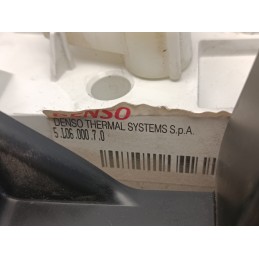 DENSO
DENSO THERMAL SYSTEMS S.p.A.
5.106.000.7.0